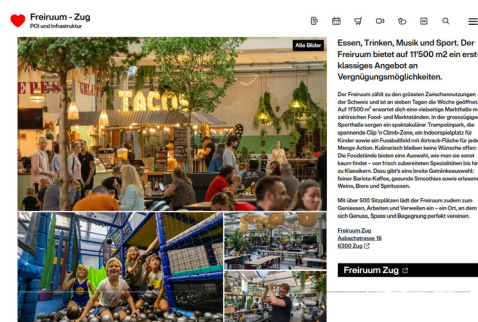 Freiruum - Zug
POI und Infrastruktur
Alle Bilder
TACOS
Essen, Trinken, Musik und Sport. Der
Freiruum bietet auf 11'500 m2 ein erst-
klassiges Angebot an
Vergnügungsmöglichkeiten.
Der Freiruum zählt zu den grössten Zwischennutzungen
der Schweiz und ist an sieben Tagen die Woche geöffnet.
Auf 11'500 m² erwartet dich eine vielseitige Markthalle mit
zahlreichen Food- und Marktständen. In der grosszügigen
Sporthalle sorgen ein spektakulärer Trampolinpark, die
spannende Clip 'n Climb-Zone, ein Indoorspielplatz für
Kinder sowie ein Fussballfeld mit Airtrack-Fläche für jede
Menge Action. Kulinarisch bleiben keine Wünsche offen:
Die Foodstände bieten eine Auswahl, wie man sie sonst
kaum findet – von frisch zubereiteten Spezialitäten bis hin
zu Klassikern. Dazu gibt's eine breite Getränkeauswahl:
feiner Barista-Kaffee, gesunde Smoothies sowie erlesene
Weine, Biere und Spirituosen.
Mit über 500 Sitzplätzen lädt der Freiruum zudem zum
Geniessen, Arbeiten und Verweilen ein – ein Ort, an dem
sich Genuss, Spass und Begegnung perfekt vereinen.
Freiruum Zug
Aabachstrasse 16
6300 Zug
Freiruum Zug